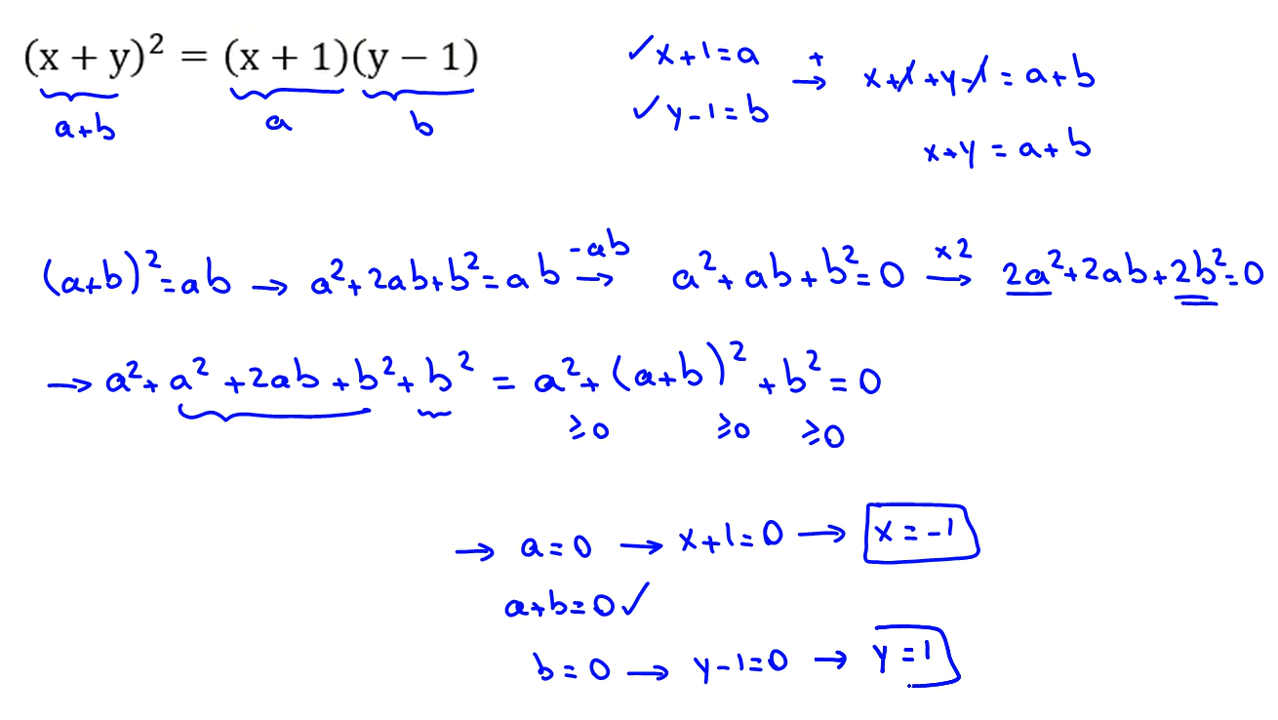 (x + y)² = (x + 1)(y − 1)
a+b a b
✓x+1=a
✓y-1=b
+
→ x+1+y-1=a+b
x+y=a+b
(a+b)²=ab → a²+2ab+b²=ab -ab → a²+ab+b²=0 x2 → 2a²+2ab+2b²=0
→ a²+a²+2ab+b²+b² = a²+(a+b)²+b²=0
≥0 ≥0 ≥0
→ a=0 → x+1=0 → x=-1
a+b=0✓
b=0 → y-1=0 → y=1